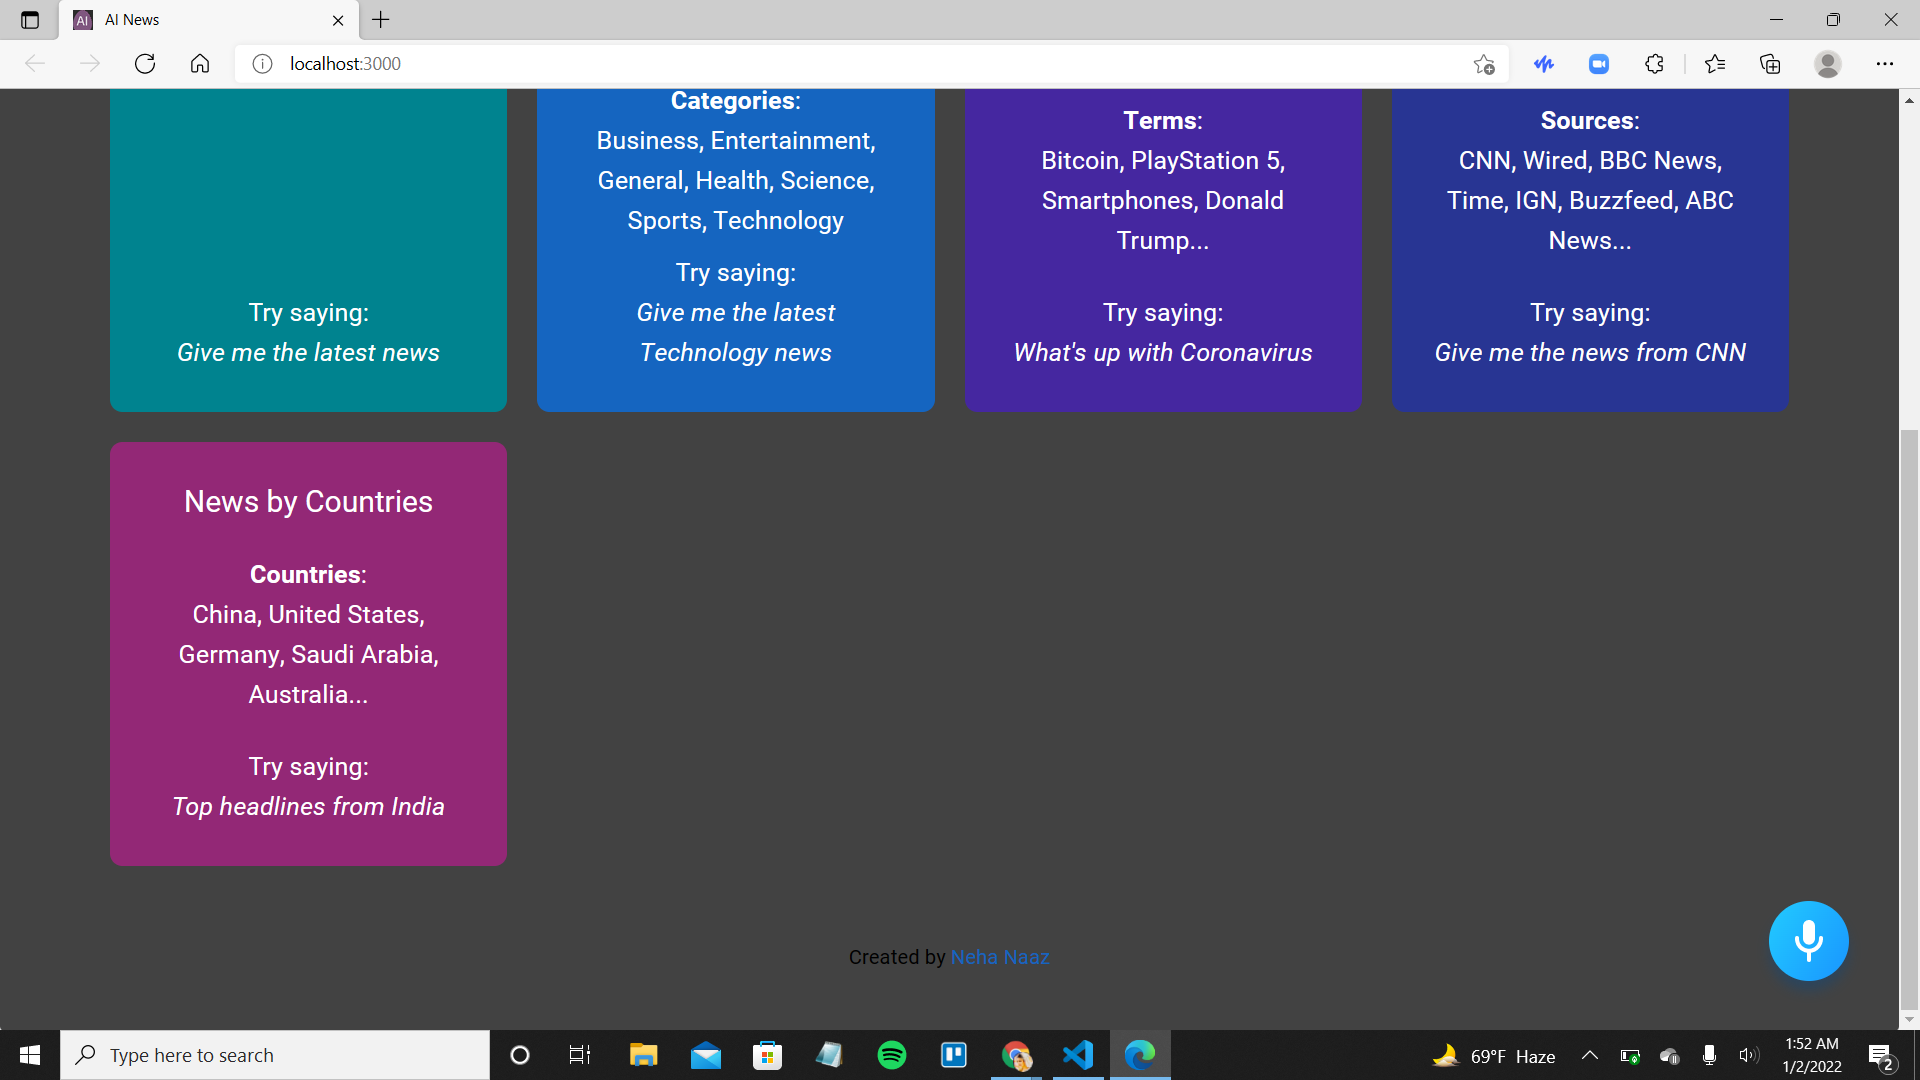 AI AI News
localhost:3000
Try saying:
Give me the latest news
Categories:
Business, Entertainment,
General, Health, Science,
Sports, Technology
Try saying:
Give me the latest
Technology news
Terms:
Bitcoin, PlayStation 5,
Smartphones, Donald
Trump...
Try saying:
What's up with Coronavirus
Sources:
CNN, Wired, BBC News,
Time, IGN, Buzzfeed, ABC
News...
Try saying:
Give me the news from CNN
News by Countries
Countries:
China, United States,
Germany, Saudi Arabia,
Australia...
Try saying:
Top headlines from India
Created by Neha Naaz
Type here to search
69°F Haze
1:52 AM
1/2/2022
2